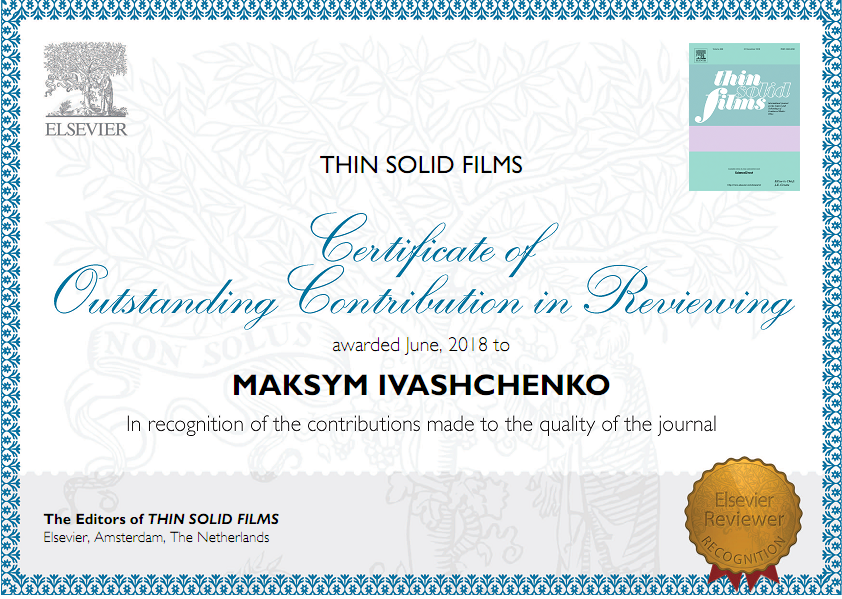 ELSEVIER
thin
solid
films
THIN SOLID FILMS
Certificate of
Outstanding Contribution in Reviewing
NON SOLUS
awarded June, 2018 to
MAKSYM IVASHCHENKO
In recognition of the contributions made to the quality of the journal
The Editors of THIN SOLID FILMS
Elsevier, Amsterdam, The Netherlands
Elsevier
Reviewer
RECOGNITION